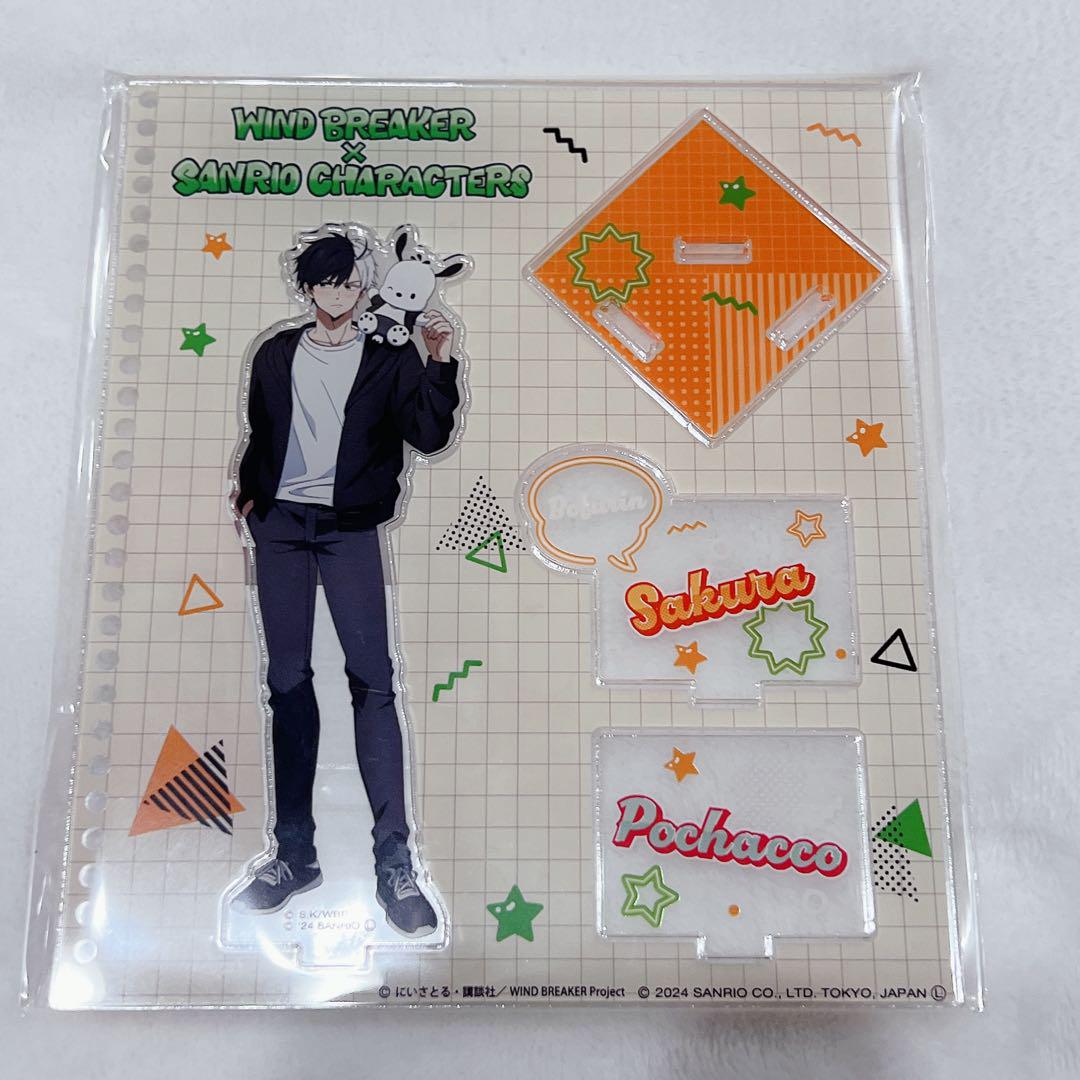 WIND BREAKER
×
SANRIO CHARACTERS
Bofurin
Sakura
Pochacco
© S.K/WBP
© '24 SANRIO Ⓛ
© にいさとる・講談社／WIND BREAKER Project © 2024 SANRIO CO., LTD. TOKYO, JAPAN Ⓛ